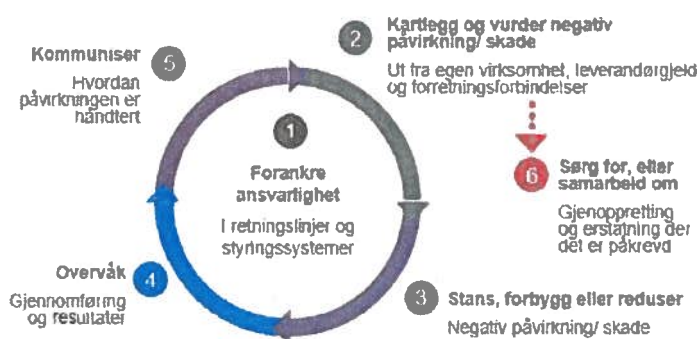 1
Forankre
ansvarlighet
I retningslinjer og
styringssystemer
2
Kartlegg og vurder negativ
påvirkning/ skade
Ut fra egen virksomhet, leverandørgjeld
og forretningsforbindelser
3
Stans, forbygg eller reduser
Negativ påvirkning/ skade
4
Overvåk
Gjennomføring
og resultater
5
Kommuniser
Hvordan
påvirkningen er
håndtert
6
Sørg for, eller
samarbeid om
Gjenoppretting
og erstatning der
det er påkrevd